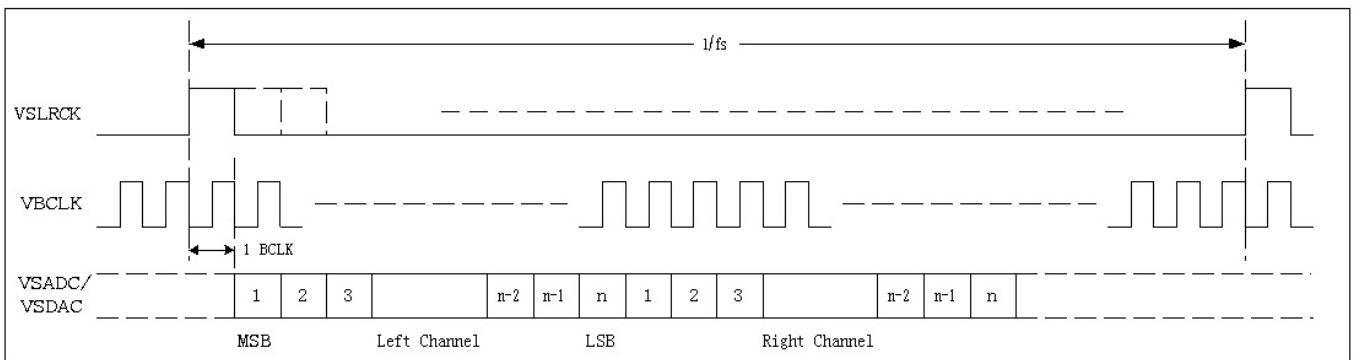 1/fs
VSLRCK
VBCLK
1 BCLK
VSADC/
VSDAC
1 2 3 n-2 n-1 n 1 2 3 n-2 n-1 n
MSB Left Channel LSB Right Channel